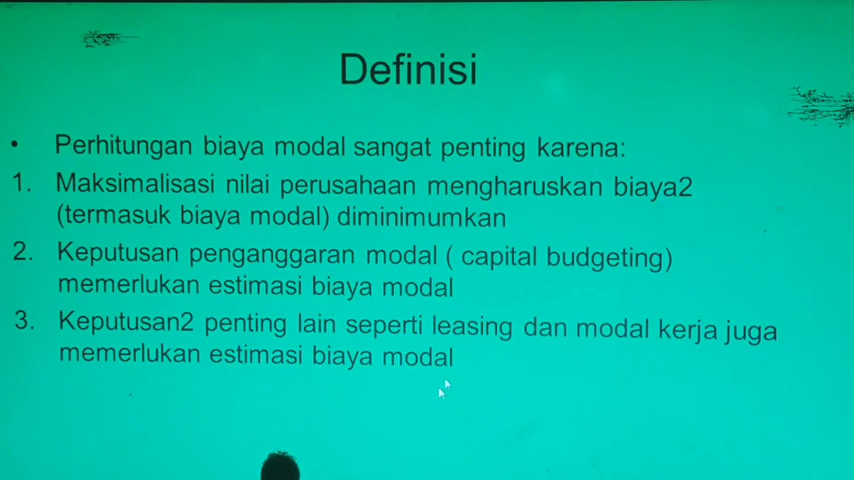 Definisi
• Perhitungan biaya modal sangat penting karena:
1. Maksimalisasi nilai perusahaan mengharuskan biaya2
(termasuk biaya modal) diminimumkan
2. Keputusan penganggaran modal ( capital budgeting)
memerlukan estimasi biaya modal
3. Keputusan2 penting lain seperti leasing dan modal kerja juga
memerlukan estimasi biaya modal